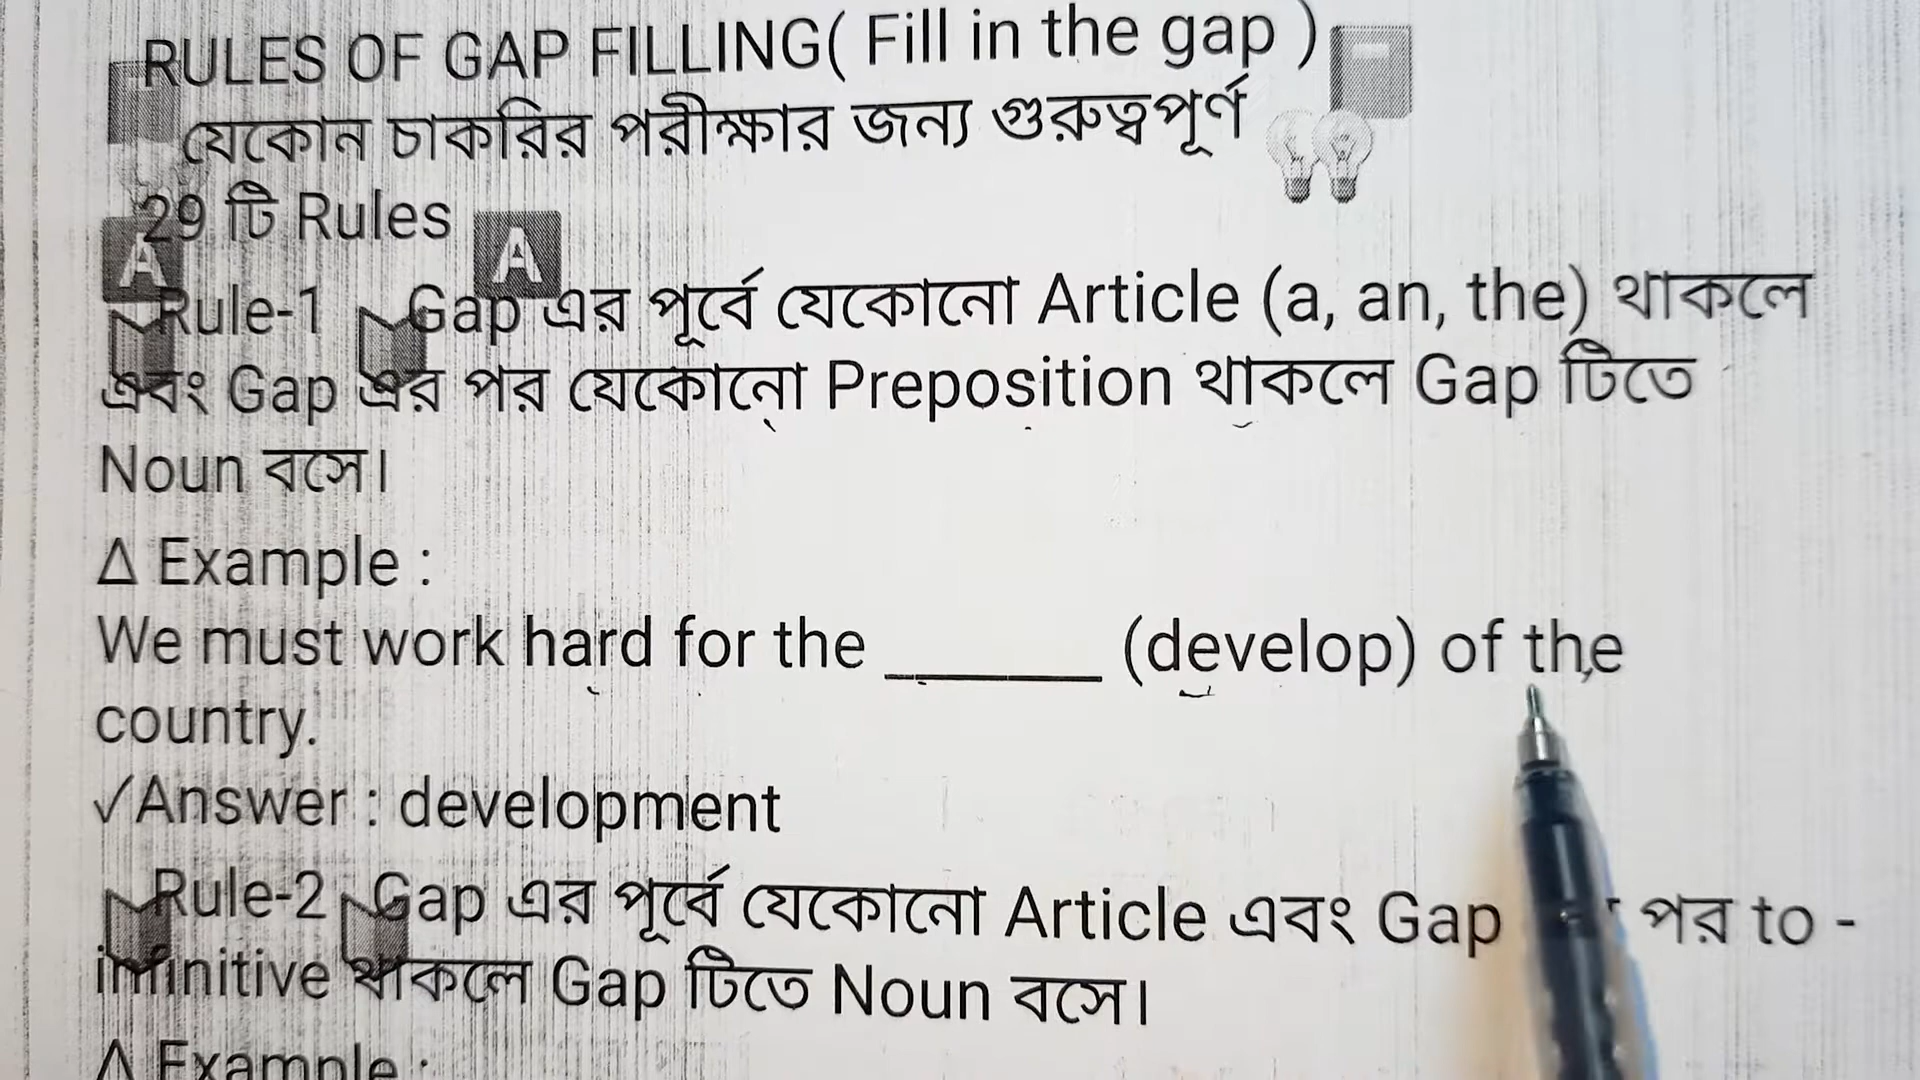 RULES OF GAP FILLING( Fill in the gap )
যেকোন চাকরির পরীক্ষার জন্য গুরুত্বপূর্ণ
29 টি Rules
Rule-1 Gap এর পূর্বে যেকোনো Article (a, an, the) থাকলে
এবং Gap এর পর যেকোনো Preposition থাকলে Gap টিতে
Noun বসে।
Δ Example :
We must work hard for the ______ (develop) of the
country.
✓Answer : development
Rule-2 Gap এর পূর্বে যেকোনো Article এবং Gap পর to -
infinitive থাকলে Gap টিতে Noun বসে।
Δ Example :